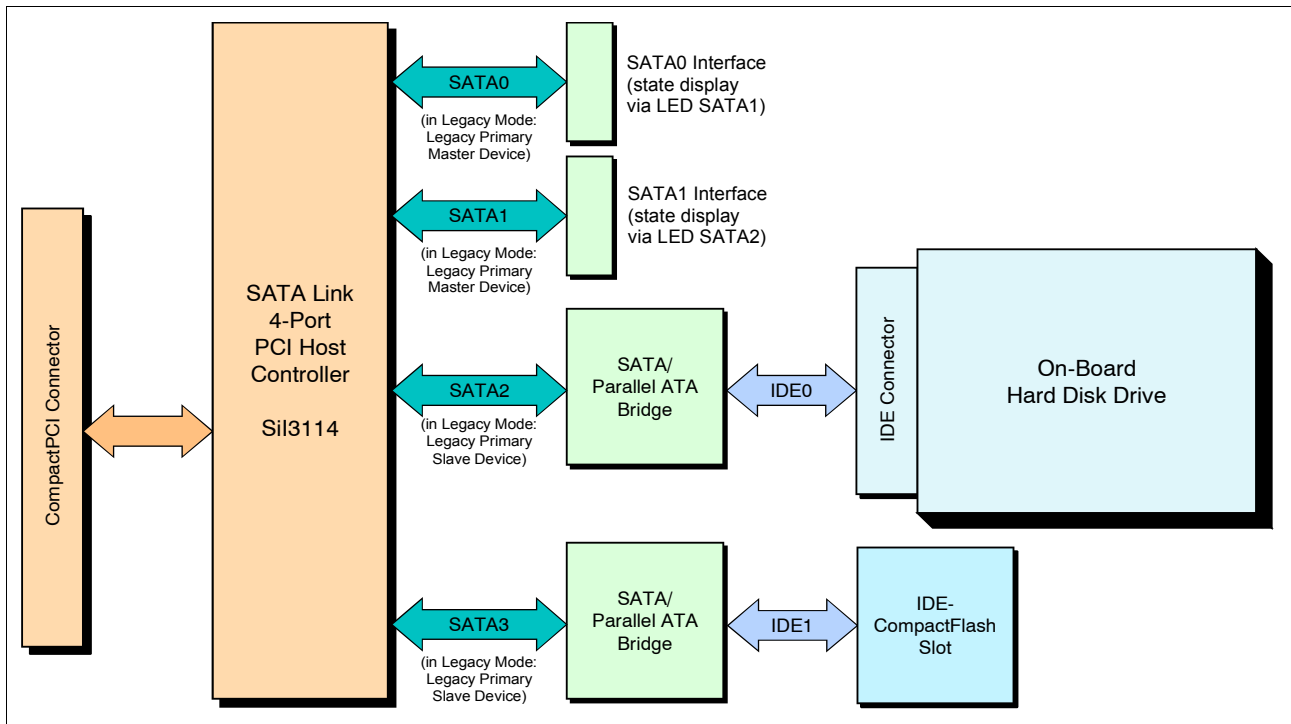 CompactPCI Connector
SATA Link
4-Port
PCI Host
Controller
SiI3114
SATA0
(in Legacy Mode:
Legacy Primary
Master Device)
SATA0 Interface
(state display
via LED SATA1)
SATA1
(in Legacy Mode:
Legacy Primary
Master Device)
SATA1 Interface
(state display
via LED SATA2)
SATA2
(in Legacy Mode:
Legacy Primary
Slave Device)
SATA/
Parallel ATA
Bridge
IDE0
IDE Connector
On-Board
Hard Disk Drive
SATA3
(in Legacy Mode:
Legacy Primary
Slave Device)
SATA/
Parallel ATA
Bridge
IDE1
IDE-
CompactFlash
Slot